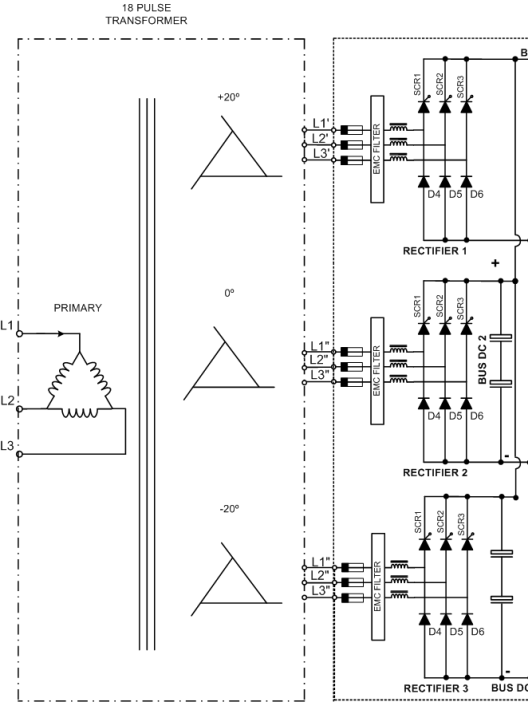 18 PULSE
TRANSFORMER
B
SCR1
SCR2
SCR3
+20º
L1'
L2'
L3'
EMC FILTER
D4 D5 D6
RECTIFIER 1
+
0º
PRIMARY
SCR1
SCR2
SCR3
L1
L1"
L2"
L3"
EMC FILTER
BUS DC 2
L2
D4 D5 D6
L3
-
RECTIFIER 2
-20º
SCR1
SCR2
SCR3
L1"
L2"
L3"
EMC FILTER
D4 D5 D6
-
RECTIFIER 3
BUS DC